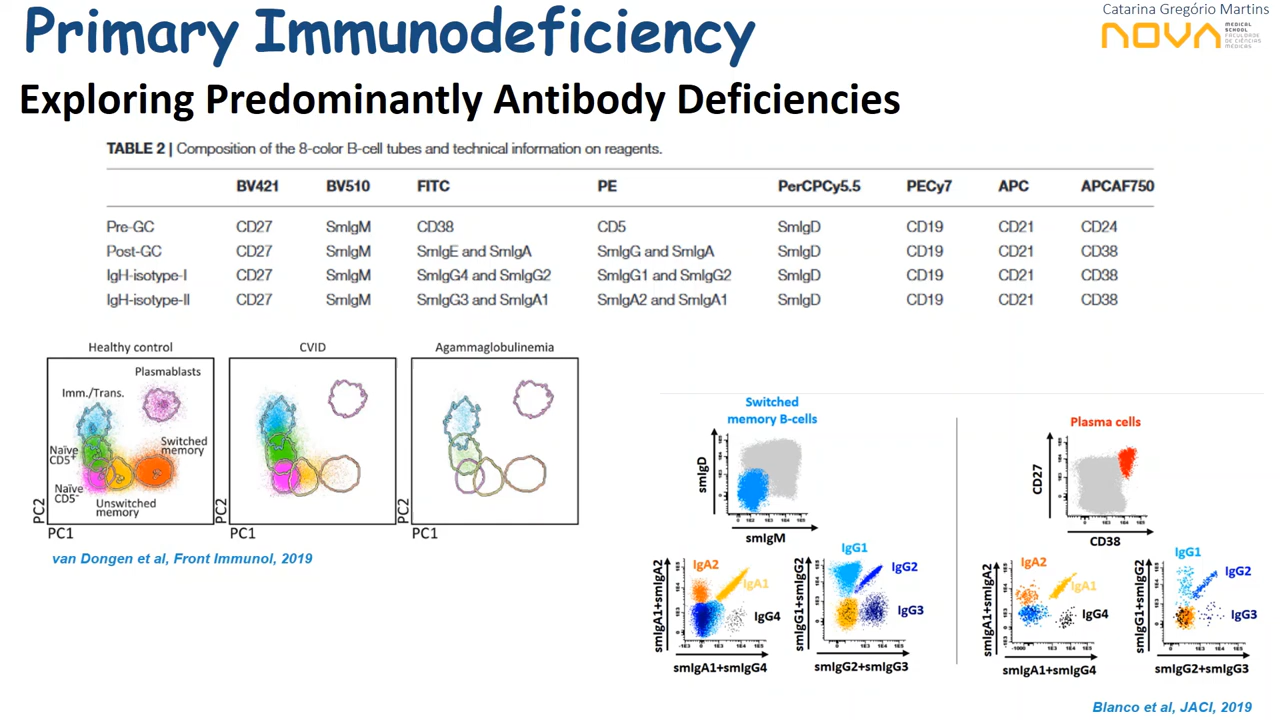 Catarina Gregório Martins
Primary Immunodeficiency
NOVA MEDICAL SCHOOL FACULDADE DE CIÊNCIAS MÉDICAS
Exploring Predominantly Antibody Deficiencies
TABLE 2 | Composition of the 8-color B-cell tubes and technical information on reagents.
BV421 BV510 FITC PE PerCPCy5.5 PECy7 APC APCAF750
Pre-GC CD27 SmIgM CD38 CD5 SmIgD CD19 CD21 CD24
Post-GC CD27 SmIgM SmIgE and SmIgA SmIgG and SmIgA SmIgD CD19 CD21 CD38
IgH-isotype-I CD27 SmIgM SmIgG4 and SmIgG2 SmIgG1 and SmIgG2 SmIgD CD19 CD21 CD38
IgH-isotype-II CD27 SmIgM SmIgG3 and SmIgA1 SmIgA2 and SmIgA1 SmIgD CD19 CD21 CD38
Healthy control
Plasmablasts
Imm./Trans.
Naïve CD5+
Switched memory
Naïve CD5-
Unswitched memory
PC2
PC1
CVID
PC2
PC1
Agammaglobulinemia
PC2
PC1
van Dongen et al, Front Immunol, 2019
Switched
memory B-cells
smIgD
smIgM
IgA2
IgA1
IgG4
smIgA1+smIgA2
smIgA1+smIgG4
IgG1
IgG2
IgG3
smIgG1+smIgG2
smIgG2+smIgG3
Plasma cells
CD27
CD38
IgA2
IgA1
IgG4
smIgA1+smIgA2
smIgA1+smIgG4
IgG1
IgG2
IgG3
smIgG1+smIgG2
smIgG2+smIgG3
Blanco et al, JACI, 2019